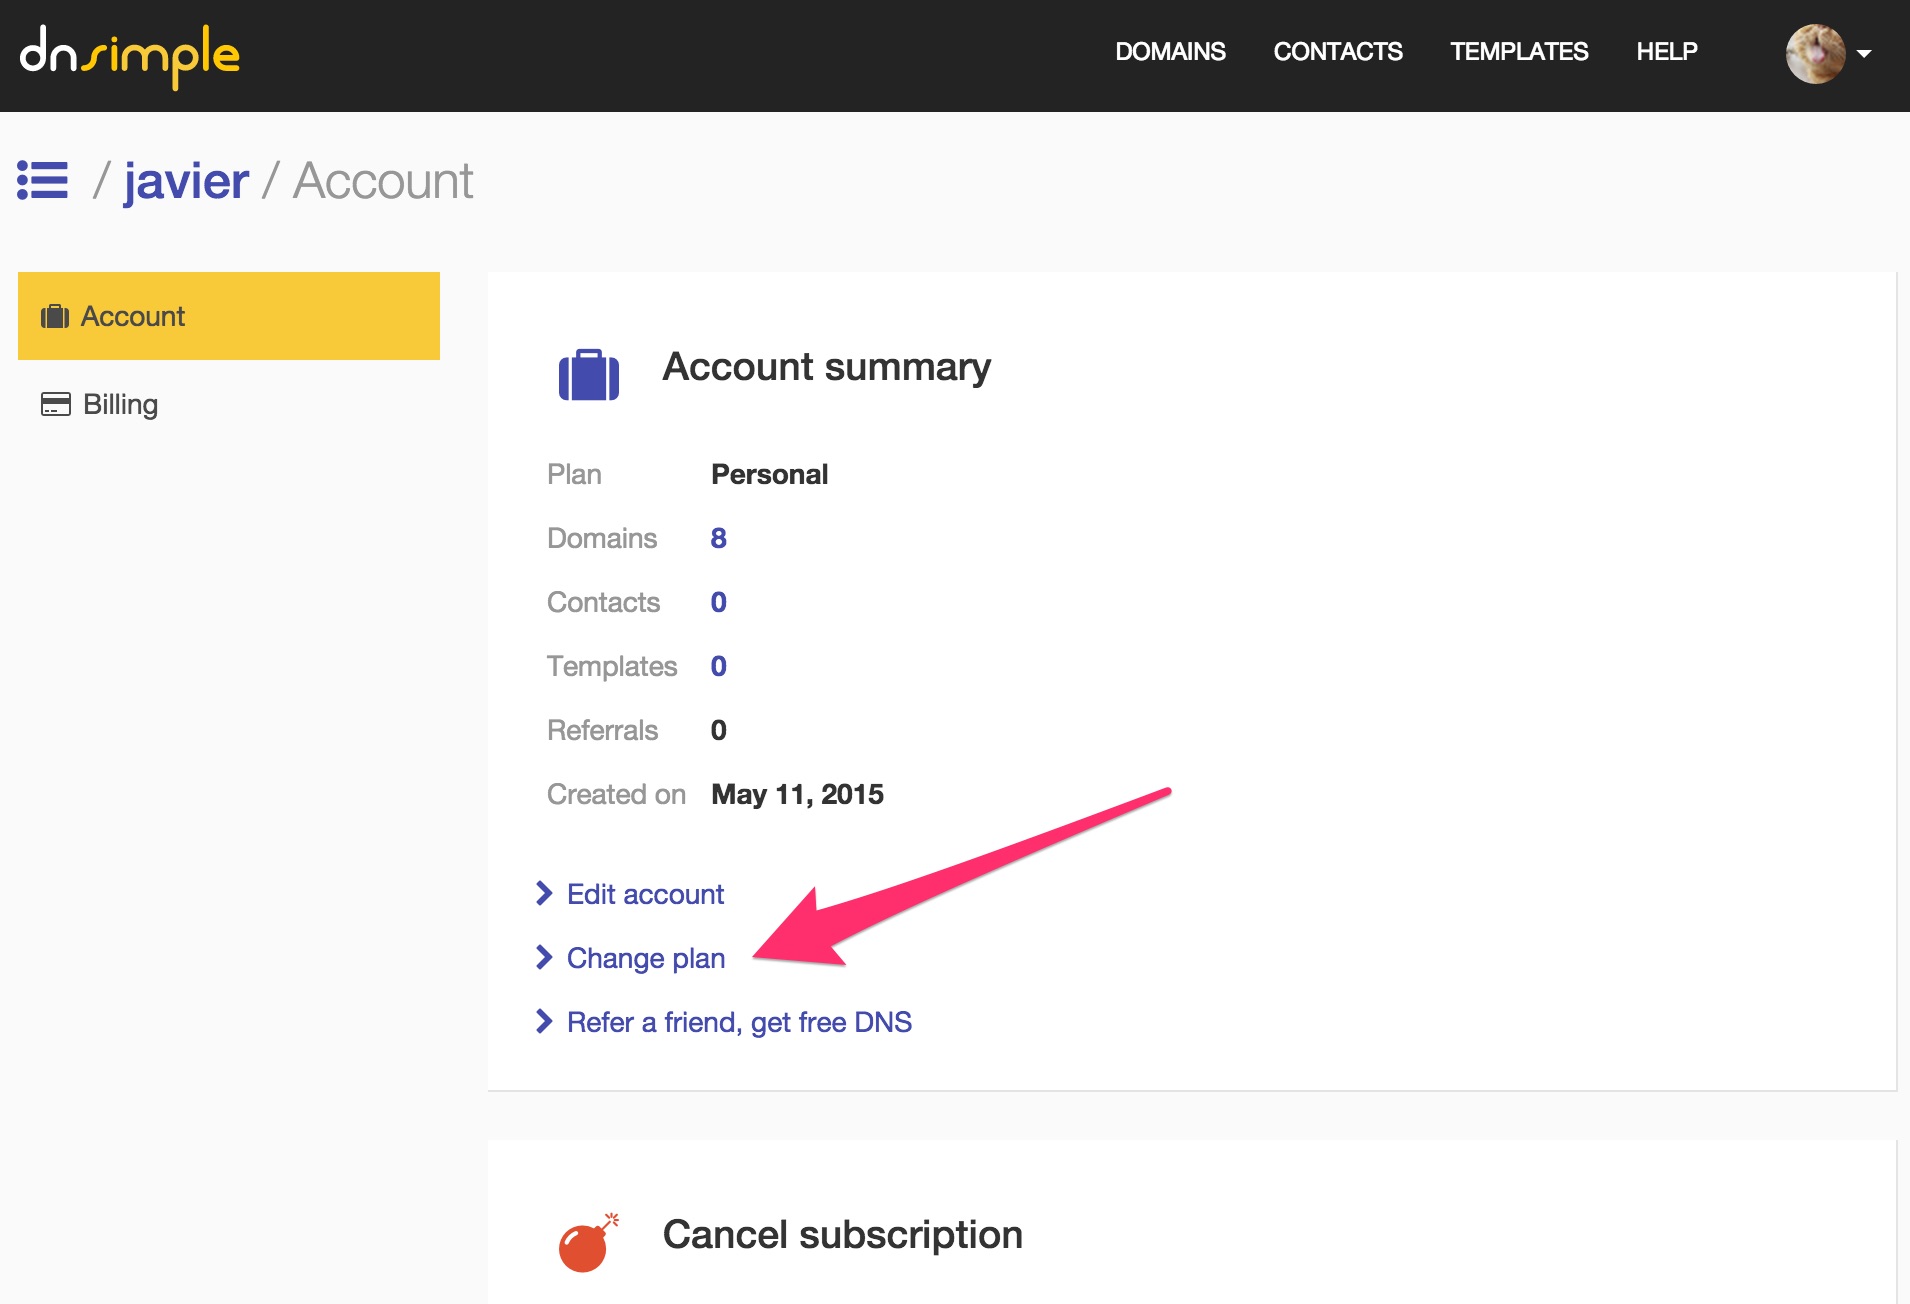 dnsimple
DOMAINS CONTACTS TEMPLATES HELP
/ javier / Account
Account
Billing
Account summary
Plan Personal
Domains 8
Contacts 0
Templates 0
Referrals 0
Created on May 11, 2015
Edit account
Change plan
Refer a friend, get free DNS
Cancel subscription